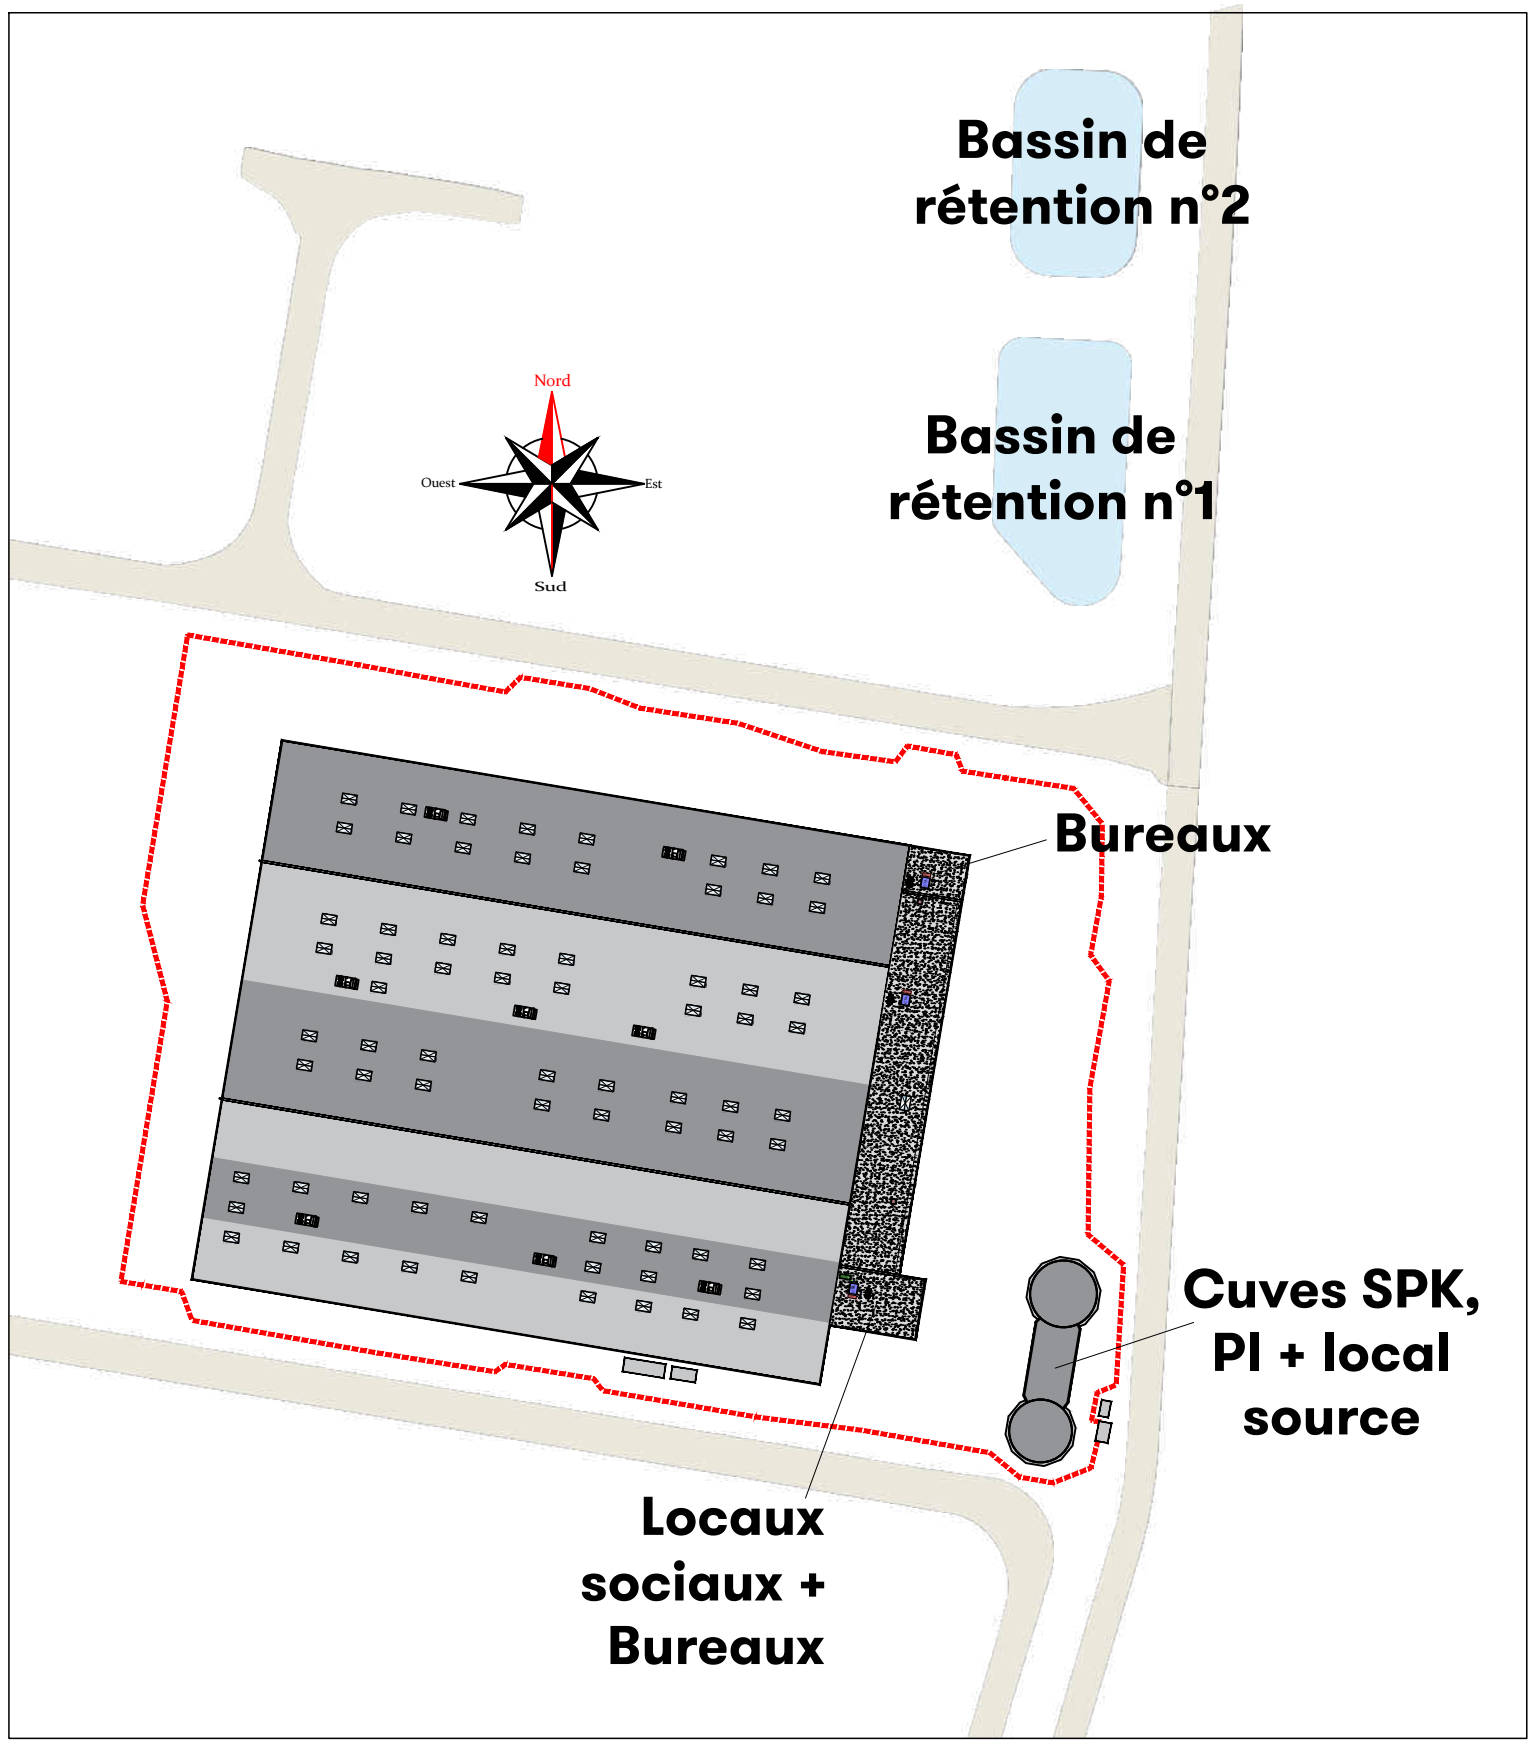 Bassin de
rétention n°2
Nord
Ouest
Est
Sud
Bassin de
rétention n°1
Bureaux
Cuves SPK,
PI + local
source
Locaux
sociaux +
Bureaux